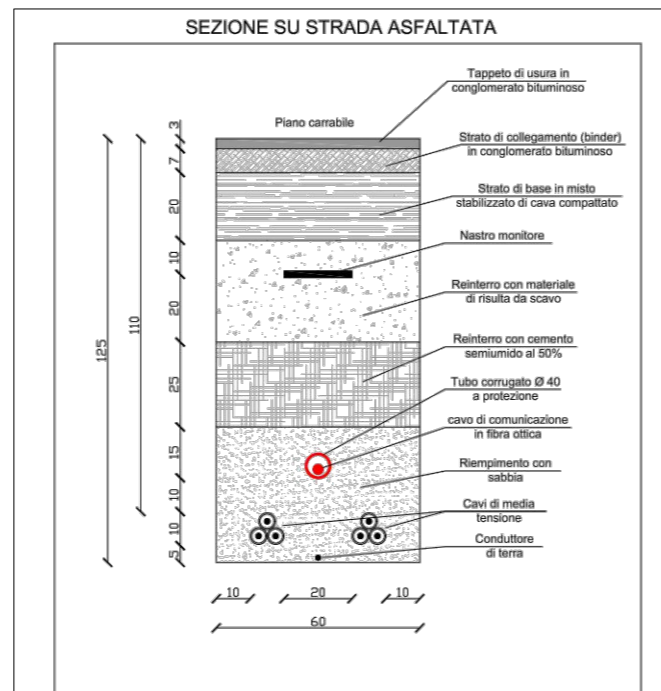 SEZIONE SU STRADA ASFALTATA
Tappeto di usura in
conglomerato bituminoso
Piano carrabile
Strato di collegamento (binder)
in conglomerato bituminoso
Strato di base in misto
stabilizzato di cava compattato
Nastro monitore
Reinterro con materiale
di risulta da scavo
Reinterro con cemento
semiumido al 50%
Tubo corrugato Ø 40
a protezione
cavo di comunicazione
in fibra ottica
Riempimento con
sabbia
Cavi di media
tensione
Conduttore
di terra
125
110
3
7
20
10
20
25
15
10
10
5
10
20
10
60